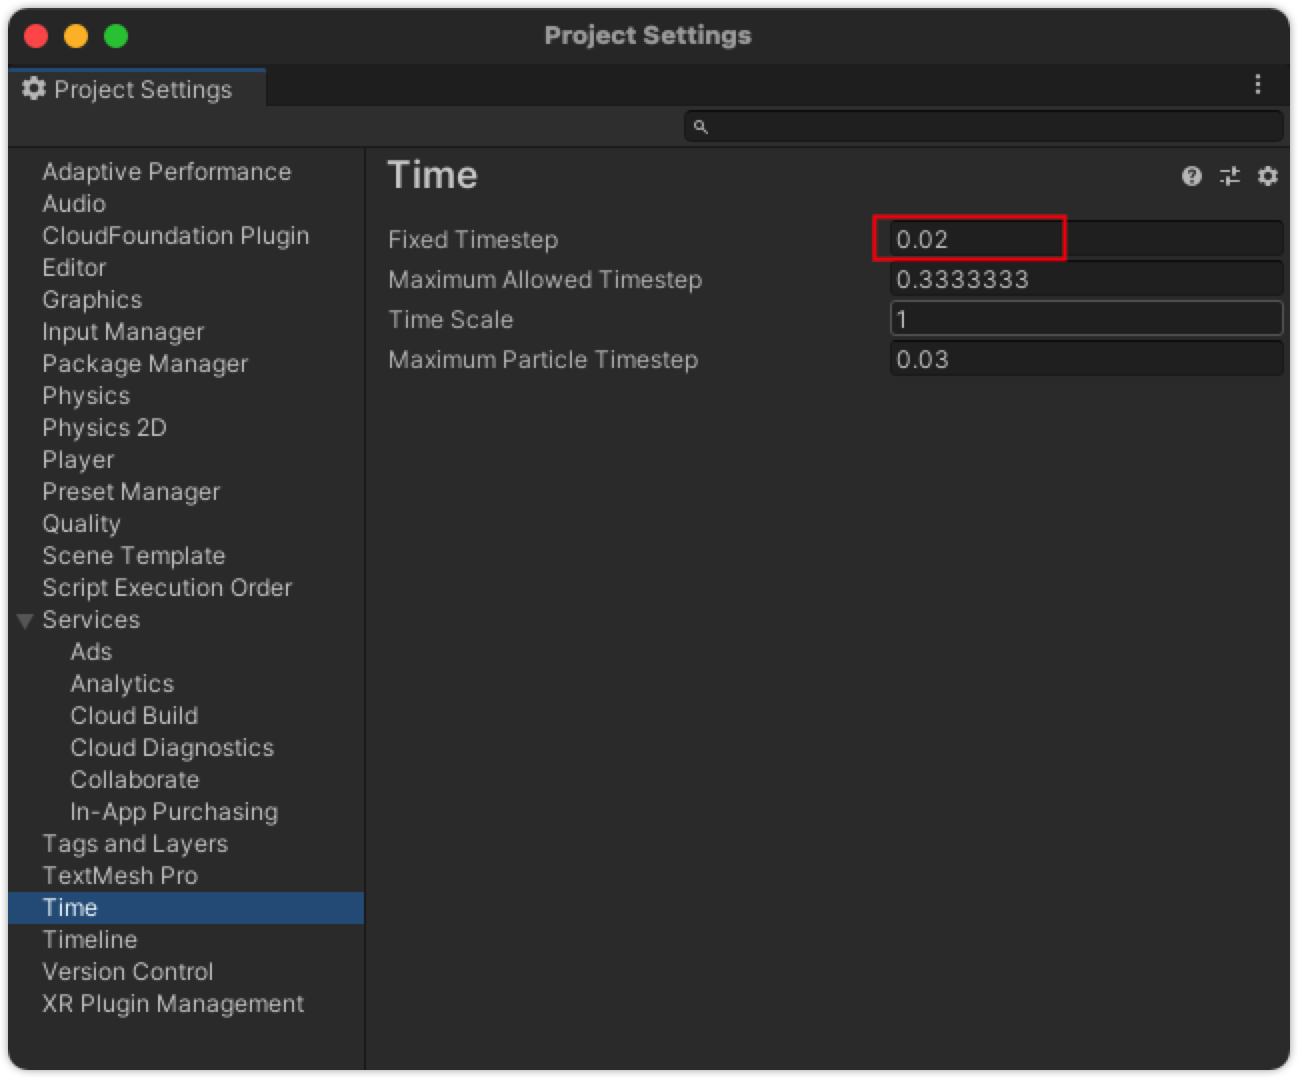 Project Settings
Project Settings
Adaptive Performance
Audio
CloudFoundation Plugin
Editor
Graphics
Input Manager
Package Manager
Physics
Physics 2D
Player
Preset Manager
Quality
Scene Template
Script Execution Order
Services
Ads
Analytics
Cloud Build
Cloud Diagnostics
Collaborate
In-App Purchasing
Tags and Layers
TextMesh Pro
Time
Timeline
Version Control
XR Plugin Management
Time
Fixed Timestep 0.02
Maximum Allowed Timestep 0.3333333
Time Scale 1
Maximum Particle Timestep 0.03